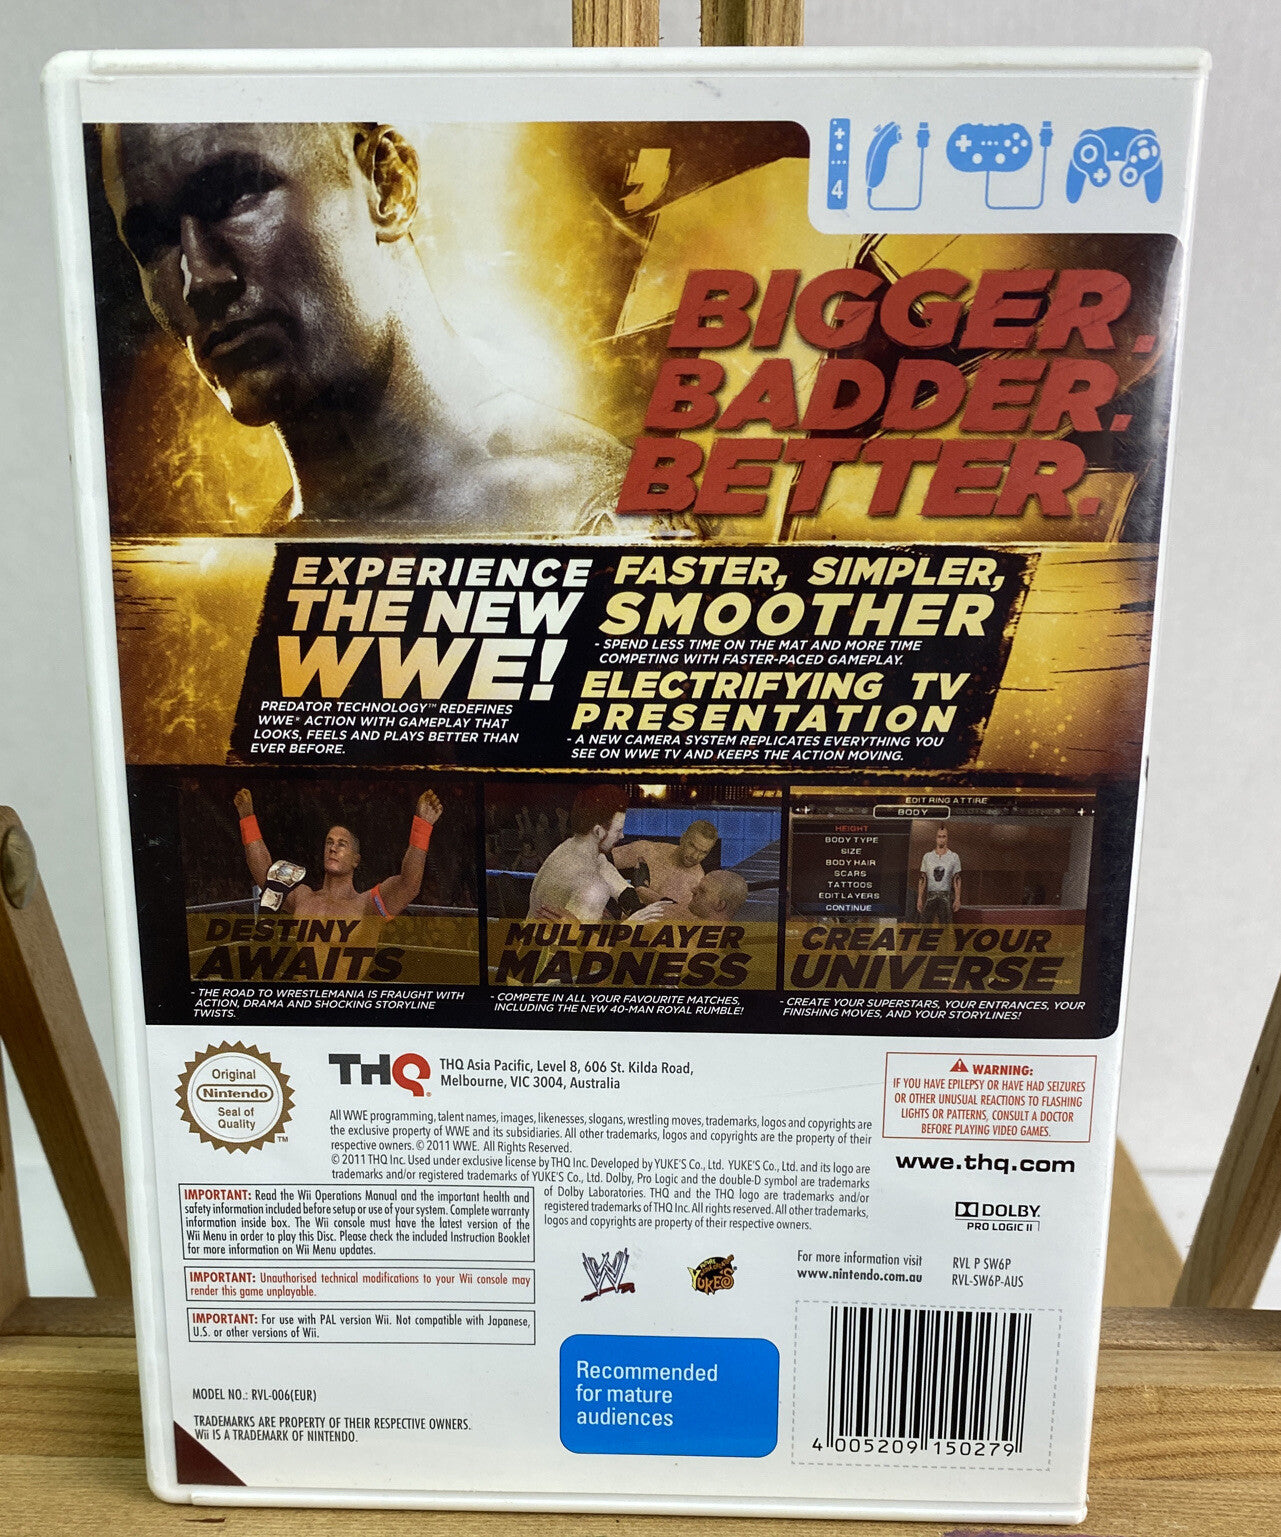 4
BIGGER.
BADDER.
BETTER.
EXPERIENCE
THE NEW
WWE!
PREDATOR TECHNOLOGY™ REDEFINES
WWE® ACTION WITH GAMEPLAY THAT
LOOKS, FEELS AND PLAYS BETTER THAN
EVER BEFORE.
FASTER, SIMPLER,
SMOOTHER
- SPEND LESS TIME ON THE MAT AND MORE TIME
COMPETING WITH FASTER-PACED GAMEPLAY.
ELECTRIFYING TV
PRESENTATION
- A NEW CAMERA SYSTEM REPLICATES EVERYTHING YOU
SEE ON WWE TV AND KEEPS THE ACTION MOVING.
DESTINY
AWAITS
- THE ROAD TO WRESTLEMANIA IS FRAUGHT WITH
ACTION, DRAMA AND SHOCKING STORYLINE
TWISTS.
MULTIPLAYER
MADNESS
- COMPETE IN ALL YOUR FAVOURITE MATCHES,
INCLUDING THE NEW 40-MAN ROYAL RUMBLE!
EDIT RING ATTIRE
BODY
HEIGHT
BODY TYPE
SIZE
BODY HAIR
SCARS
TATTOOS
EDIT LAYERS
CONTINUE
CREATE YOUR
UNIVERSE
- CREATE YOUR SUPERSTARS, YOUR ENTRANCES, YOUR
FINISHING MOVES, AND YOUR STORYLINES!
Original
Nintendo
Seal of
Quality
TM
THQ
THQ Asia Pacific, Level 8, 606 St. Kilda Road,
Melbourne, VIC 3004, Australia
WARNING:
IF YOU HAVE EPILEPSY OR HAVE HAD SEIZURES
OR OTHER UNUSUAL REACTIONS TO FLASHING
LIGHTS OR PATTERNS, CONSULT A DOCTOR
BEFORE PLAYING VIDEO GAMES.
All WWE programming, talent names, images, likenesses, slogans, wrestling moves, trademarks, logos and copyrights are
the exclusive property of WWE and its subsidiaries. All other trademarks, logos and copyrights are the property of their
respective owners. © 2011 WWE. All Rights Reserved.
© 2011 THQ Inc. Used under exclusive license by THQ Inc. Developed by YUKE'S Co., Ltd. YUKE'S Co., Ltd. and its logo are
trademarks and/or registered trademarks of YUKE'S Co., Ltd. Dolby, Pro Logic and the double-D symbol are trademarks
of Dolby Laboratories. THQ and the THQ logo are trademarks and/or
registered trademarks of THQ Inc. All rights reserved. All other trademarks,
logos and copyrights are property of their respective owners.
wwe.thq.com
IMPORTANT: Read the Wii Operations Manual and the important health and
safety information included before setup or use of your system. Complete warranty
information inside box. The Wii console must have the latest version of the
Wii Menu in order to play this Disc. Please check the included Instruction Booklet
for more information on Wii Menu updates.
DOLBY
PRO LOGIC II
IMPORTANT: Unauthorised technical modifications to your Wii console may
render this game unplayable.
IMPORTANT: For use with PAL version Wii. Not compatible with Japanese,
U.S. or other versions of Wii.
W
YUKE'S
For more information visit
www.nintendo.com.au
RVL P SW6P
RVL-SW6P-AUS
Recommended
for mature
audiences
MODEL NO.: RVL-006(EUR)
TRADEMARKS ARE PROPERTY OF THEIR RESPECTIVE OWNERS.
Wii IS A TRADEMARK OF NINTENDO.
4 005209 150279